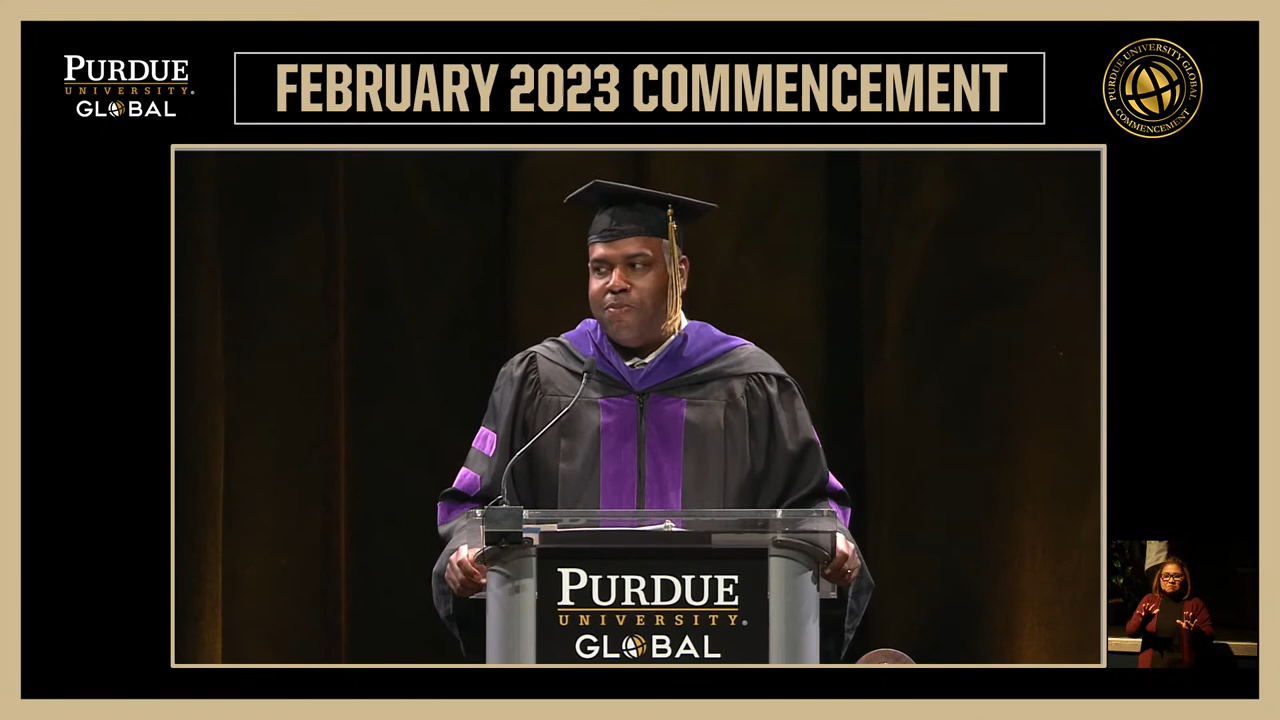 PURDUE
UNIVERSITY®
GLOBAL
FEBRUARY 2023 COMMENCEMENT
PURDUE UNIVERSITY GLOBAL
COMMENCEMENT
PURDUE
UNIVERSITY®
GLOBAL